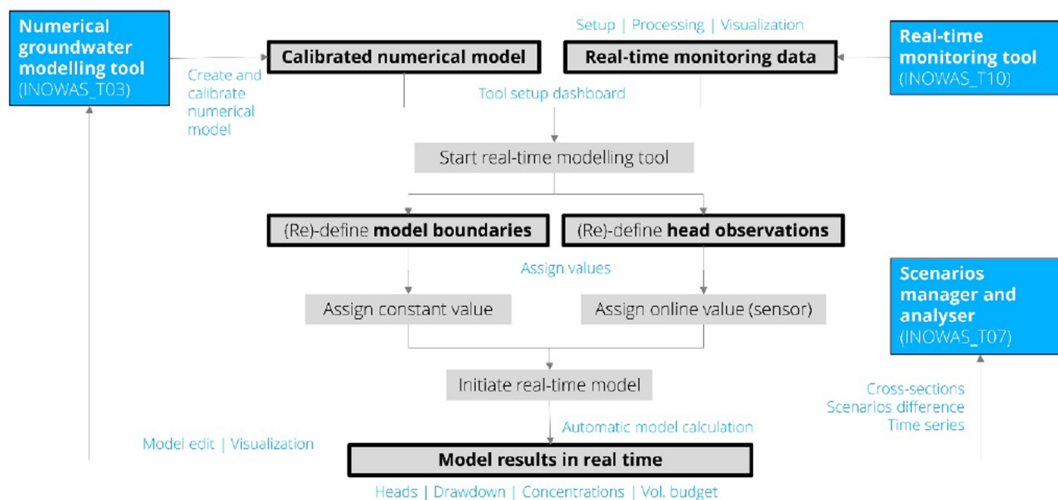 Numerical
groundwater
modelling tool
(INOWAS_T03)
Create and
calibrate
numerical
model
Calibrated numerical model
Setup | Processing | Visualization
Real-time monitoring data
Real-time
monitoring tool
(INOWAS_T10)
Tool setup dashboard
Start real-time modelling tool
(Re)-define model boundaries
(Re)-define head observations
Assign values
Assign constant value
Assign online value (sensor)
Scenarios
manager and
analyser
(INOWAS_T07)
Initiate real-time model
Cross-sections
Scenarios difference
Time series
Automatic model calculation
Model edit | Visualization
Model results in real time
Heads | Drawdown | Concentrations | Vol. budget